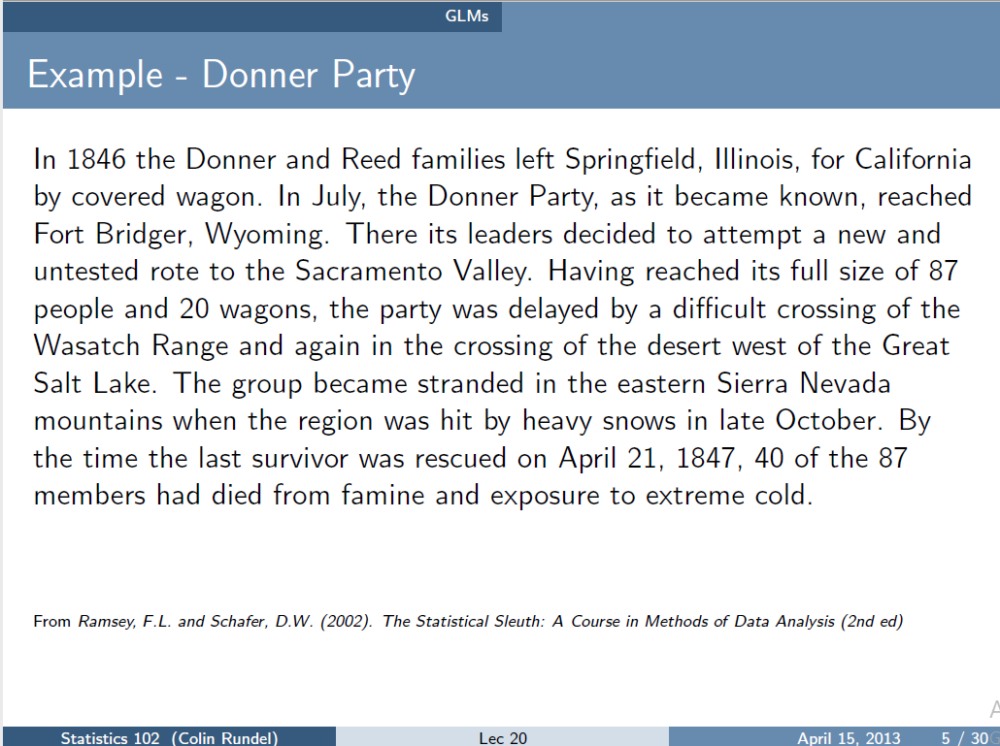 GLMs
Example - Donner Party
In 1846 the Donner and Reed families left Springfield, Illinois, for California
by covered wagon. In July, the Donner Party, as it became known, reached
Fort Bridger, Wyoming. There its leaders decided to attempt a new and
untested rote to the Sacramento Valley. Having reached its full size of 87
people and 20 wagons, the party was delayed by a difficult crossing of the
Wasatch Range and again in the crossing of the desert west of the Great
Salt Lake. The group became stranded in the eastern Sierra Nevada
mountains when the region was hit by heavy snows in late October. By
the time the last survivor was rescued on April 21, 1847, 40 of the 87
members had died from famine and exposure to extreme cold.
From Ramsey, F.L. and Schafer, D.W. (2002). The Statistical Sleuth: A Course in Methods of Data Analysis (2nd ed)
Statistics 102 (Colin Rundel) Lec 20 April 15, 2013 5 / 30